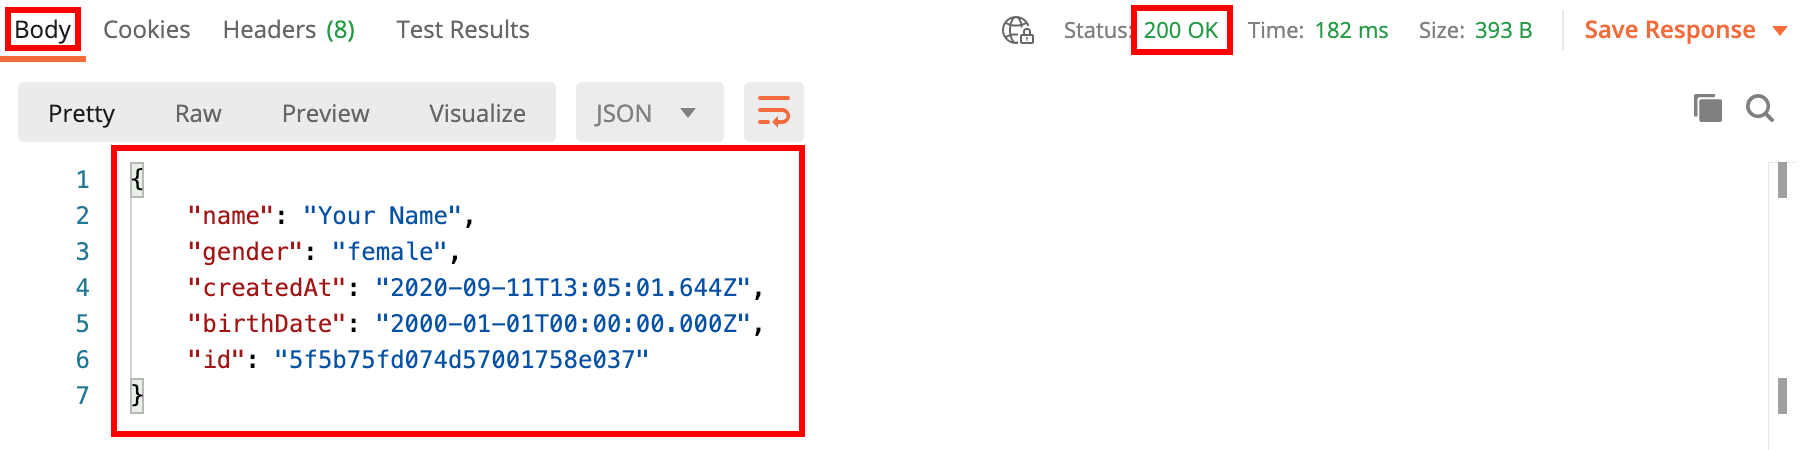 Body Cookies Headers (8) Test Results Status: 200 OK Time: 182 ms Size: 393 B Save Response
Pretty Raw Preview Visualize JSON
1 {
2 "name": "Your Name",
3 "gender": "female",
4 "createdAt": "2020-09-11T13:05:01.644Z",
5 "birthDate": "2000-01-01T00:00:00.000Z",
6 "id": "5f5b75fd074d57001758e037"
7 }